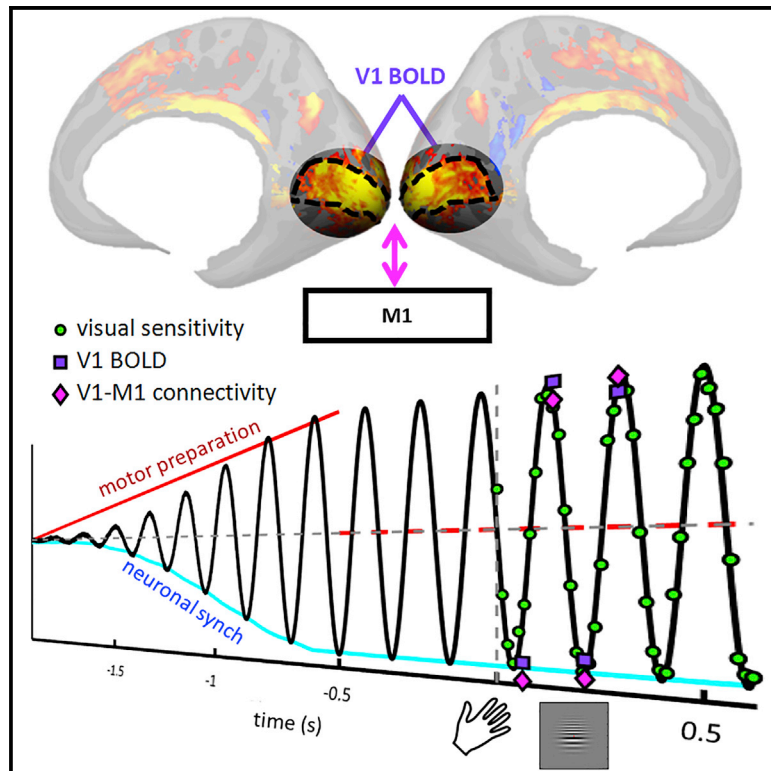 V1 BOLD
M1
visual sensitivity
V1 BOLD
V1-M1 connectivity
motor preparation
neuronal synch
-1.5
-1
-0.5
0.5
time (s)